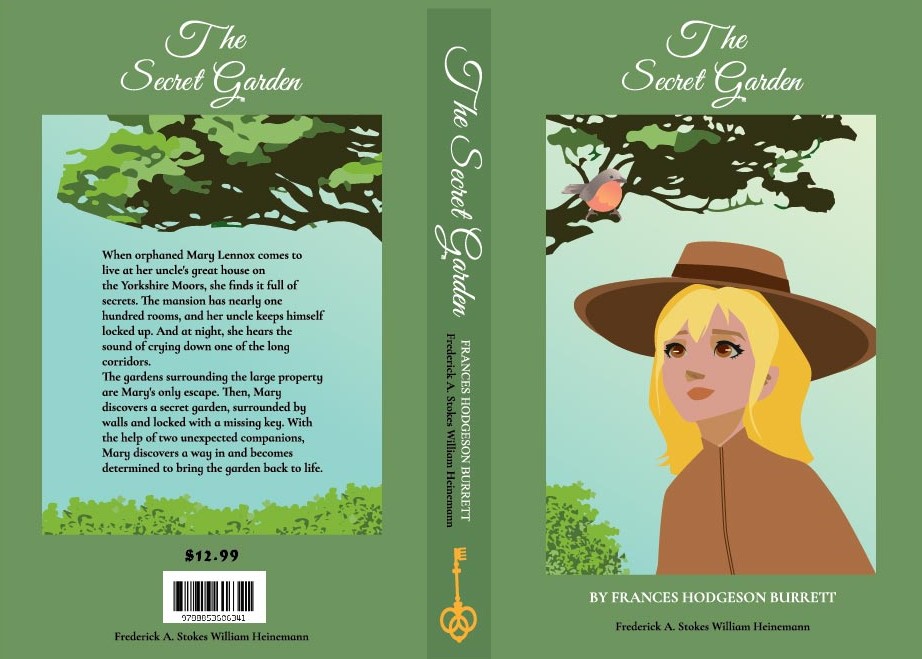 The
Secret Garden
When orphaned Mary Lennox comes to
live at her uncle's great house on
the Yorkshire Moors, she finds it full of
secrets. The mansion has nearly one
hundred rooms, and her uncle keeps himself
locked up. And at night, she hears the
sound of crying down one of the long
corridors.
The gardens surrounding the large property
are Mary's only escape. Then, Mary
discovers a secret garden, surrounded by
walls and locked with a missing key. With
the help of two unexpected companions,
Mary discovers a way in and becomes
determined to bring the garden back to life.
$12.99
9788853606341
Frederick A. Stokes William Heinemann
The Secret Garden
FRANCES HODGESON BURRETT
Frederick A. Stokes William Heinemann
The
Secret Garden
BY FRANCES HODGESON BURRETT
Frederick A. Stokes William Heinemann